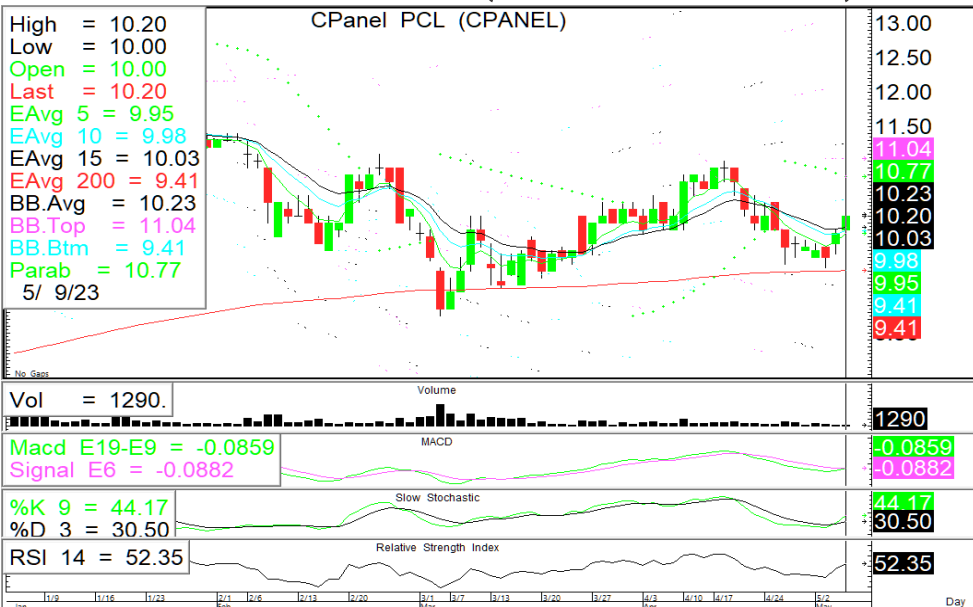 CPanel PCL (CPANEL)
High = 10.20
Low = 10.00
Open = 10.00
Last = 10.20
EAvg 5 = 9.95
EAvg 10 = 9.98
EAvg 15 = 10.03
EAvg 200 = 9.41
BB.Avg = 10.23
BB.Top = 11.04
BB.Btm = 9.41
Parab = 10.77
5/ 9/23
13.00
12.50
12.00
11.50
11.04
10.77
10.23
10.20
10.03
9.98
9.95
9.41
9.41
No Gaps
Volume
Vol = 1290.
1290
MACD
Macd E19-E9 = -0.0859
Signal E6 = -0.0882
-0.0859
-0.0882
Slow Stochastic
%K 9 = 44.17
%D 3 = 30.50
44.17
30.50
Relative Strength Index
RSI 14 = 52.35
52.35
1/9 1/16 1/23 2/1 2/6 2/13 2/20 3/1 3/7 3/13 3/20 3/27 4/3 4/10 4/17 4/24 5/2
Day